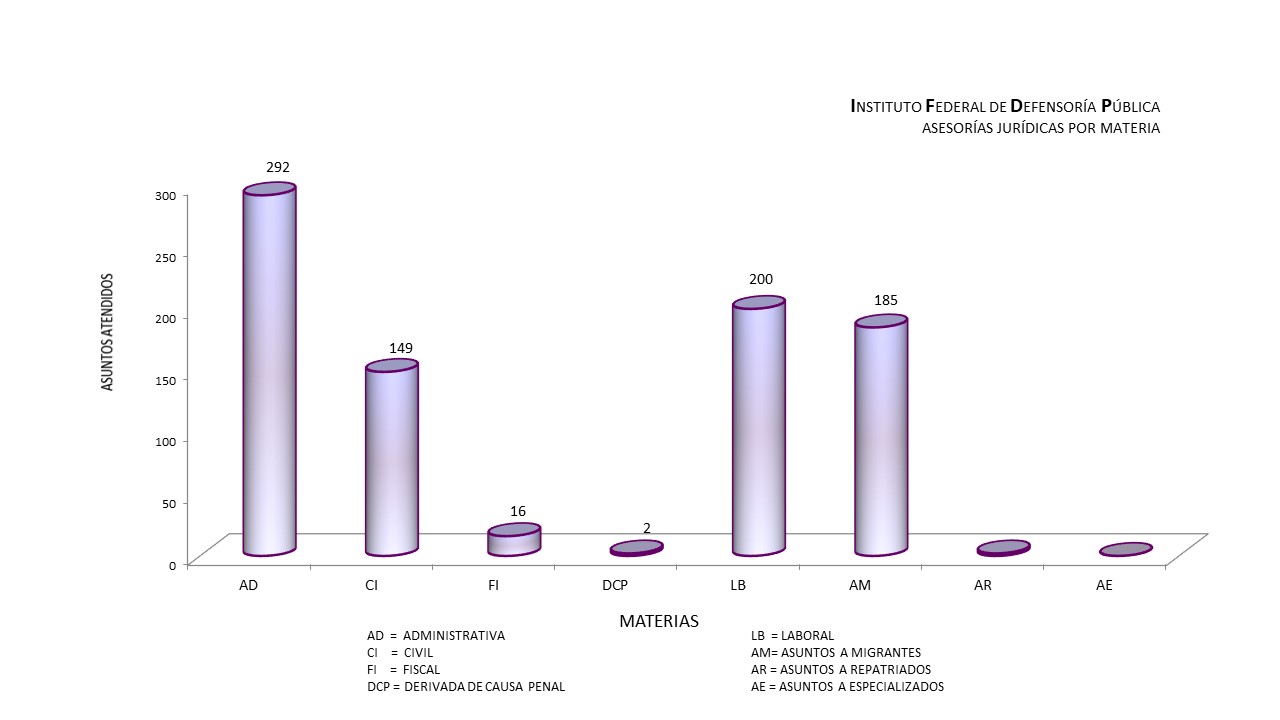 INSTITUTO FEDERAL DE DEFENSORÍA PÚBLICA
ASESORÍAS JURÍDICAS POR MATERIA
ASUNTOS ATENDIDOS
300
250
200
150
100
50
0
292
149
16
2
200
185
AD CI FI DCP LB AM AR AE
MATERIAS
AD = ADMINISTRATIVA
CI = CIVIL
FI = FISCAL
DCP = DERIVADA DE CAUSA PENAL
LB = LABORAL
AM= ASUNTOS A MIGRANTES
AR = ASUNTOS A REPATRIADOS
AE = ASUNTOS A ESPECIALIZADOS